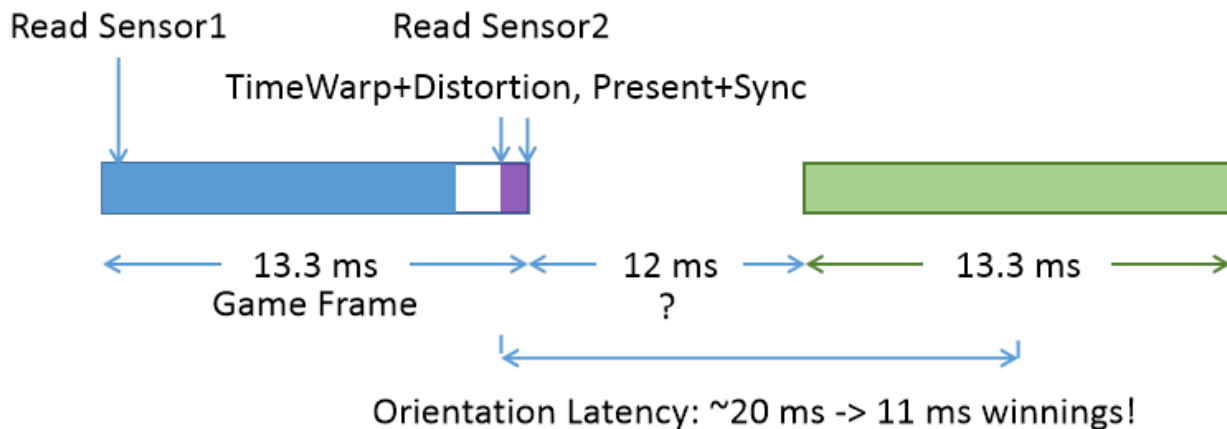 Read Sensor1
Read Sensor2
TimeWarp+Distortion, Present+Sync
13.3 ms
12 ms
13.3 ms
Game Frame
?
Orientation Latency: ~20 ms -> 11 ms winnings!